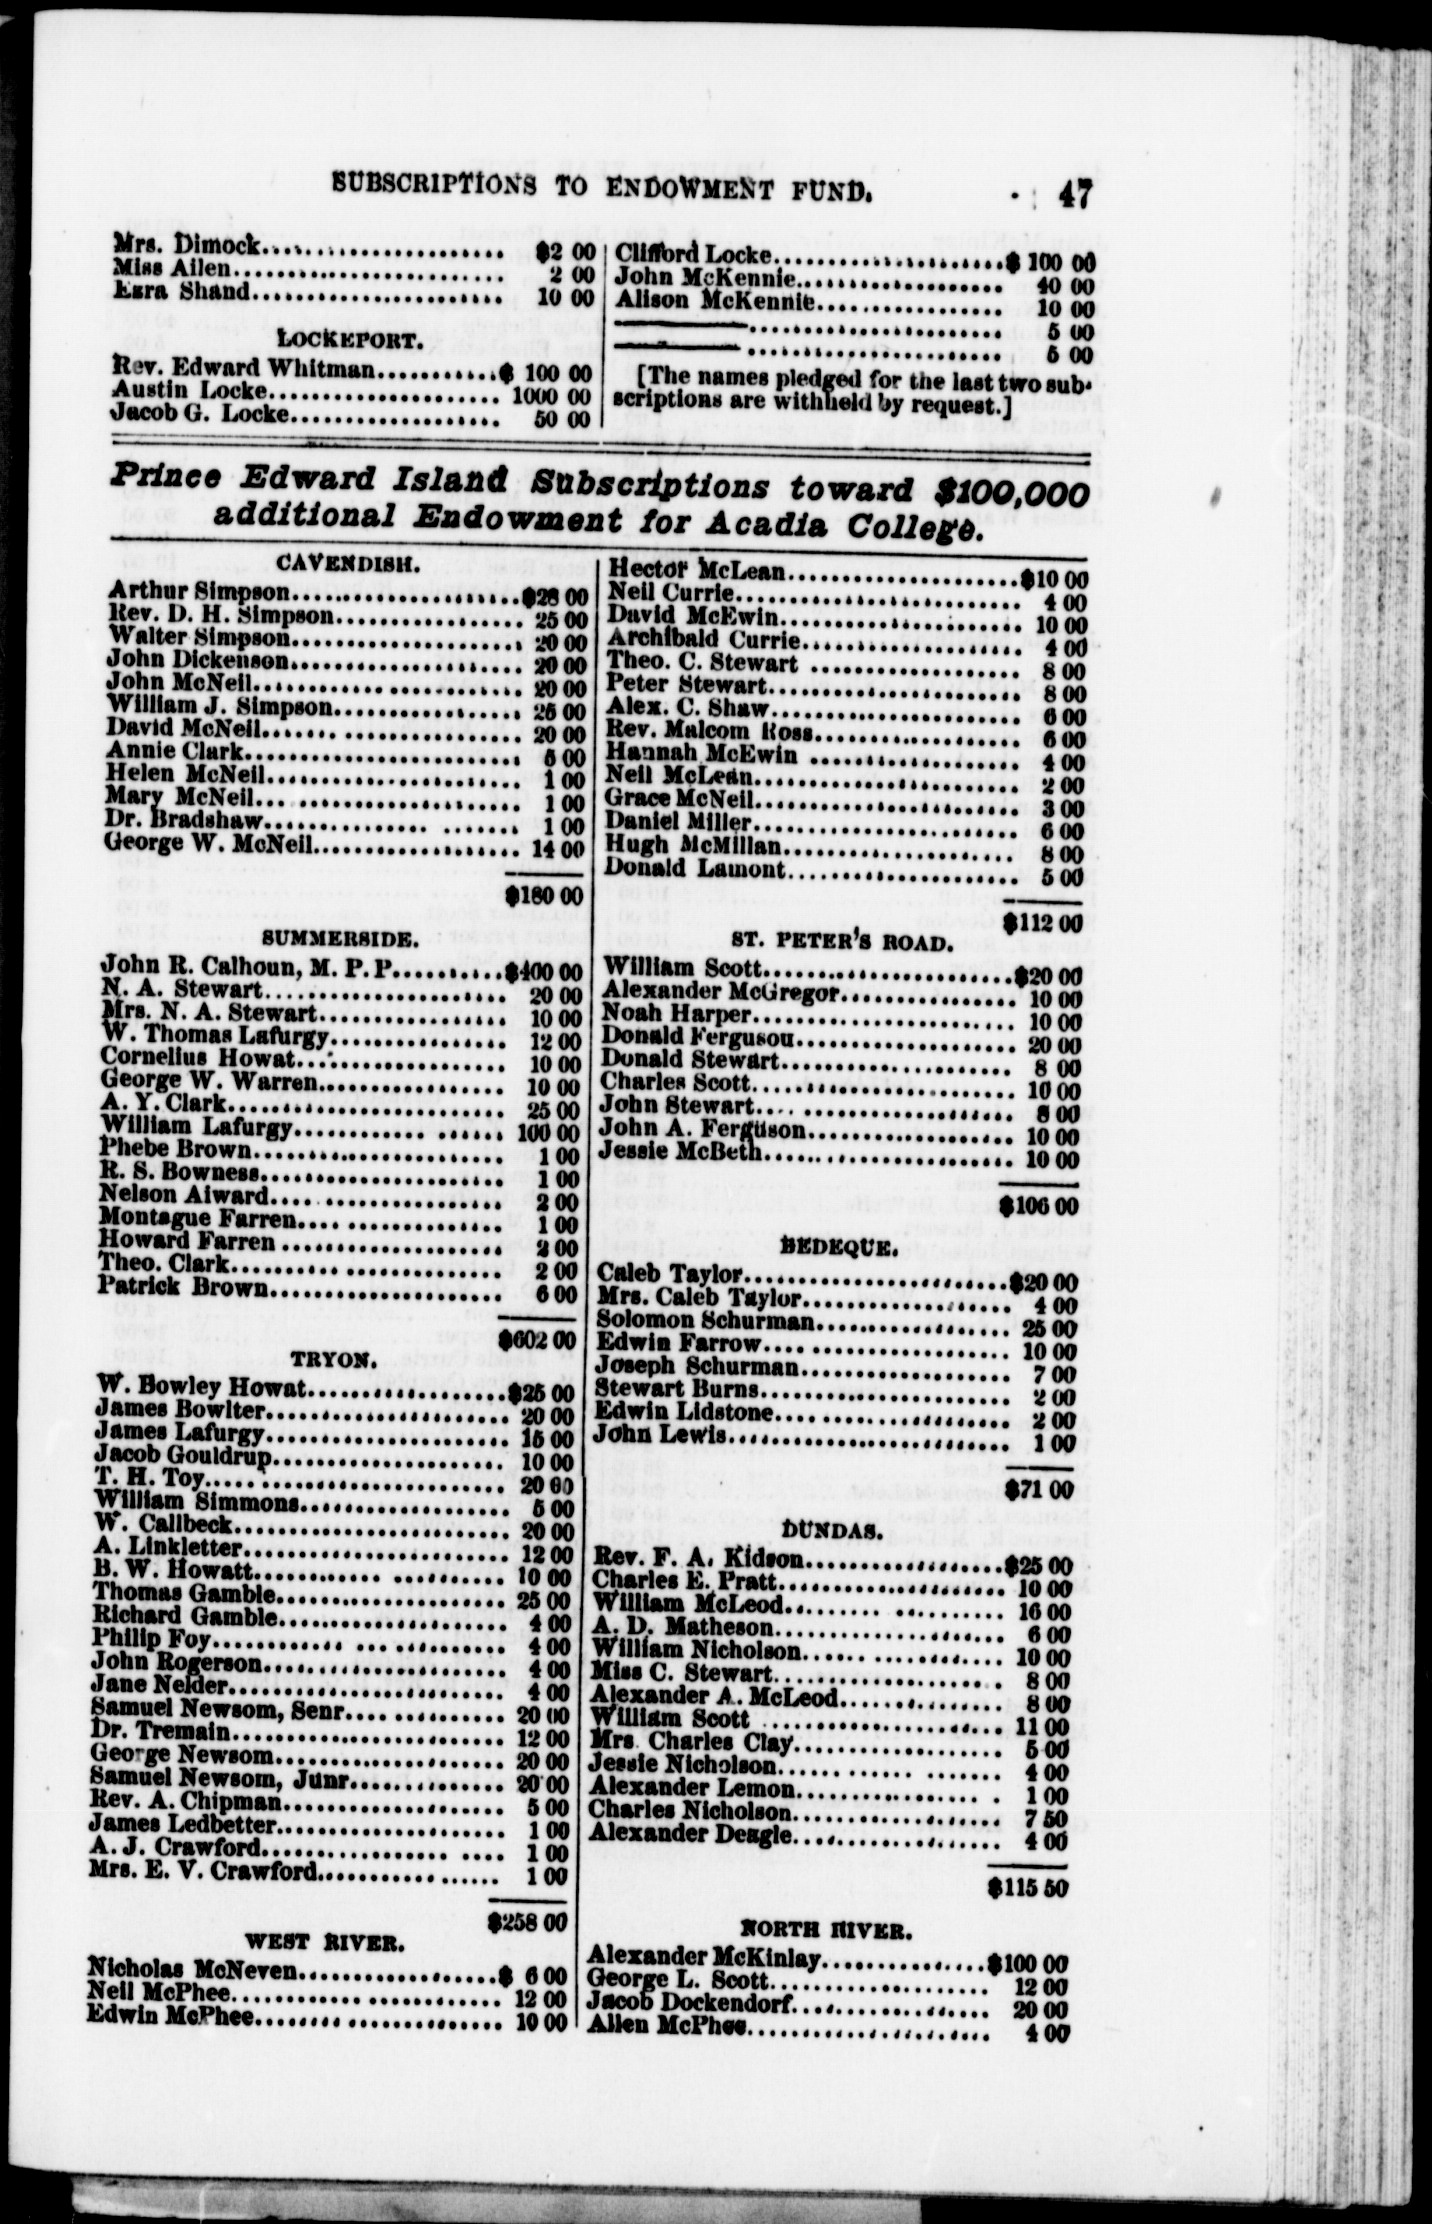 SUBSCRIPTIONS TO ENDOWMENT FUND. 47
Mrs. Dimock.................... $2 00
Miss Allen.................... 2 00
Ezra Shand.................... 10 00
LOCKEPORT.
Rev. Edward Whitman........... $ 100 00
Austin Locke.................... 1000 00
Jacob G. Locke.................... 50 00
Clifford Locke.................... $ 100 00
John McKennie.................... 40 00
Alison McKennie.................... 10 00
———— .................... 5 00
———— .................... 5 00
[The names pledged for the last two sub-
scriptions are withheld by request.]
Prince Edward Island Subscriptions toward $100,000
additional Endowment for Acadia College.
CAVENDISH.
Arthur Simpson.................... $28 00
Rev. D. H. Simpson.................... 25 00
Walter Simpson.................... 20 00
John Dickenson.................... 20 00
John McNeil.................... 20 00
William J. Simpson.................... 25 00
David McNeil.................... 20 00
Annie Clark.................... 5 00
Helen McNeil.................... 1 00
Mary McNeil.................... 1 00
Dr. Bradshaw.................... 1 00
George W. McNeil.................... 14 00
$180 00
SUMMERSIDE.
John R. Calhoun, M. P. P.......... $400 00
N. A. Stewart.................... 20 00
Mrs. N. A. Stewart.................... 10 00
W. Thomas Lafurgy.................... 12 00
Cornelius Howat.................... 10 00
George W. Warren.................... 10 00
A. Y. Clark.................... 25 00
William Lafurgy.................... 100 00
Phebe Brown.................... 1 00
R. S. Bowness.................... 1 00
Nelson Alward.................... 2 00
Montague Farren.................... 1 00
Howard Farren .................... 2 00
Theo. Clark.................... 2 00
Patrick Brown.................... 6 00
$602 00
TRYON.
W. Bowley Howat.................... $25 00
James Bowlter.................... 20 00
James Lafurgy.................... 15 00
Jacob Gouldrup.................... 10 00
T. H. Toy.................... 20 00
William Simmons.................... 5 00
W. Callbeck.................... 20 00
A. Linkletter.................... 12 00
B. W. Howatt.................... 10 00
Thomas Gamble.................... 25 00
Richard Gamble.................... 4 00
Philip Foy.................... 4 00
John Rogerson.................... 4 00
Jane Nelder.................... 4 00
Samuel Newsom, Senr.................... 20 00
Dr. Tremain.................... 12 00
George Newsom.................... 20 00
Samuel Newsom, Junr.................... 20 00
Rev. A. Chipman.................... 5 00
James Ledbetter.................... 1 00
A. J. Crawford.................... 1 00
Mrs. E. V. Crawford.................... 1 00
$258 00
WEST RIVER.
Nicholas McNeven.................... $ 6 00
Neil McPhee.................... 12 00
Edwin McPhee.................... 10 00
Hector McLean.................... $10 00
Neil Currie.................... 4 00
David McEwin.................... 10 00
Archibald Currie.................... 4 00
Theo. C. Stewart .................... 8 00
Peter Stewart.................... 8 00
Alex. C. Shaw.................... 6 00
Rev. Malcom Ross.................... 6 00
Hannah McEwin .................... 4 00
Neil McLean.................... 2 00
Grace McNeil.................... 3 00
Daniel Miller.................... 6 00
Hugh McMillan.................... 8 00
Donald Lamont.................... 5 00
$112 00
ST. PETER'S ROAD.
William Scott.................... $20 00
Alexander McGregor.................... 10 00
Noah Harper.................... 10 00
Donald Ferguson.................... 20 00
Donald Stewart.................... 8 00
Charles Scott.................... 10 00
John Stewart.................... 8 00
John A. Ferguson.................... 10 00
Jessie McBeth.................... 10 00
$106 00
BEDEQUE.
Caleb Taylor.................... $20 00
Mrs. Caleb Taylor.................... 4 00
Solomon Schurman.................... 25 00
Edwin Farrow.................... 10 00
Joseph Schurman.................... 7 00
Stewart Burns.................... 2 00
Edwin Lidstone.................... 2 00
John Lewis.................... 1 00
$71 00
DUNDAS.
Rev. F. A. Kidson.................... $25 00
Charles E. Pratt.................... 10 00
William McLeod.................... 16 00
A. D. Matheson.................... 6 00
William Nicholson.................... 10 00
Miss C. Stewart.................... 8 00
Alexander A. McLeod.................... 8 00
William Scott .................... 11 00
Mrs. Charles Clay.................... 5 00
Jessie Nicholson.................... 4 00
Alexander Lemon.................... 1 00
Charles Nicholson.................... 7 50
Alexander Deagle.................... 4 00
$115 50
NORTH RIVER.
Alexander McKinlay.................... $100 00
George L. Scott.................... 12 00
Jacob Dockendorf.................... 20 00
Allen McPhee.................... 4 00